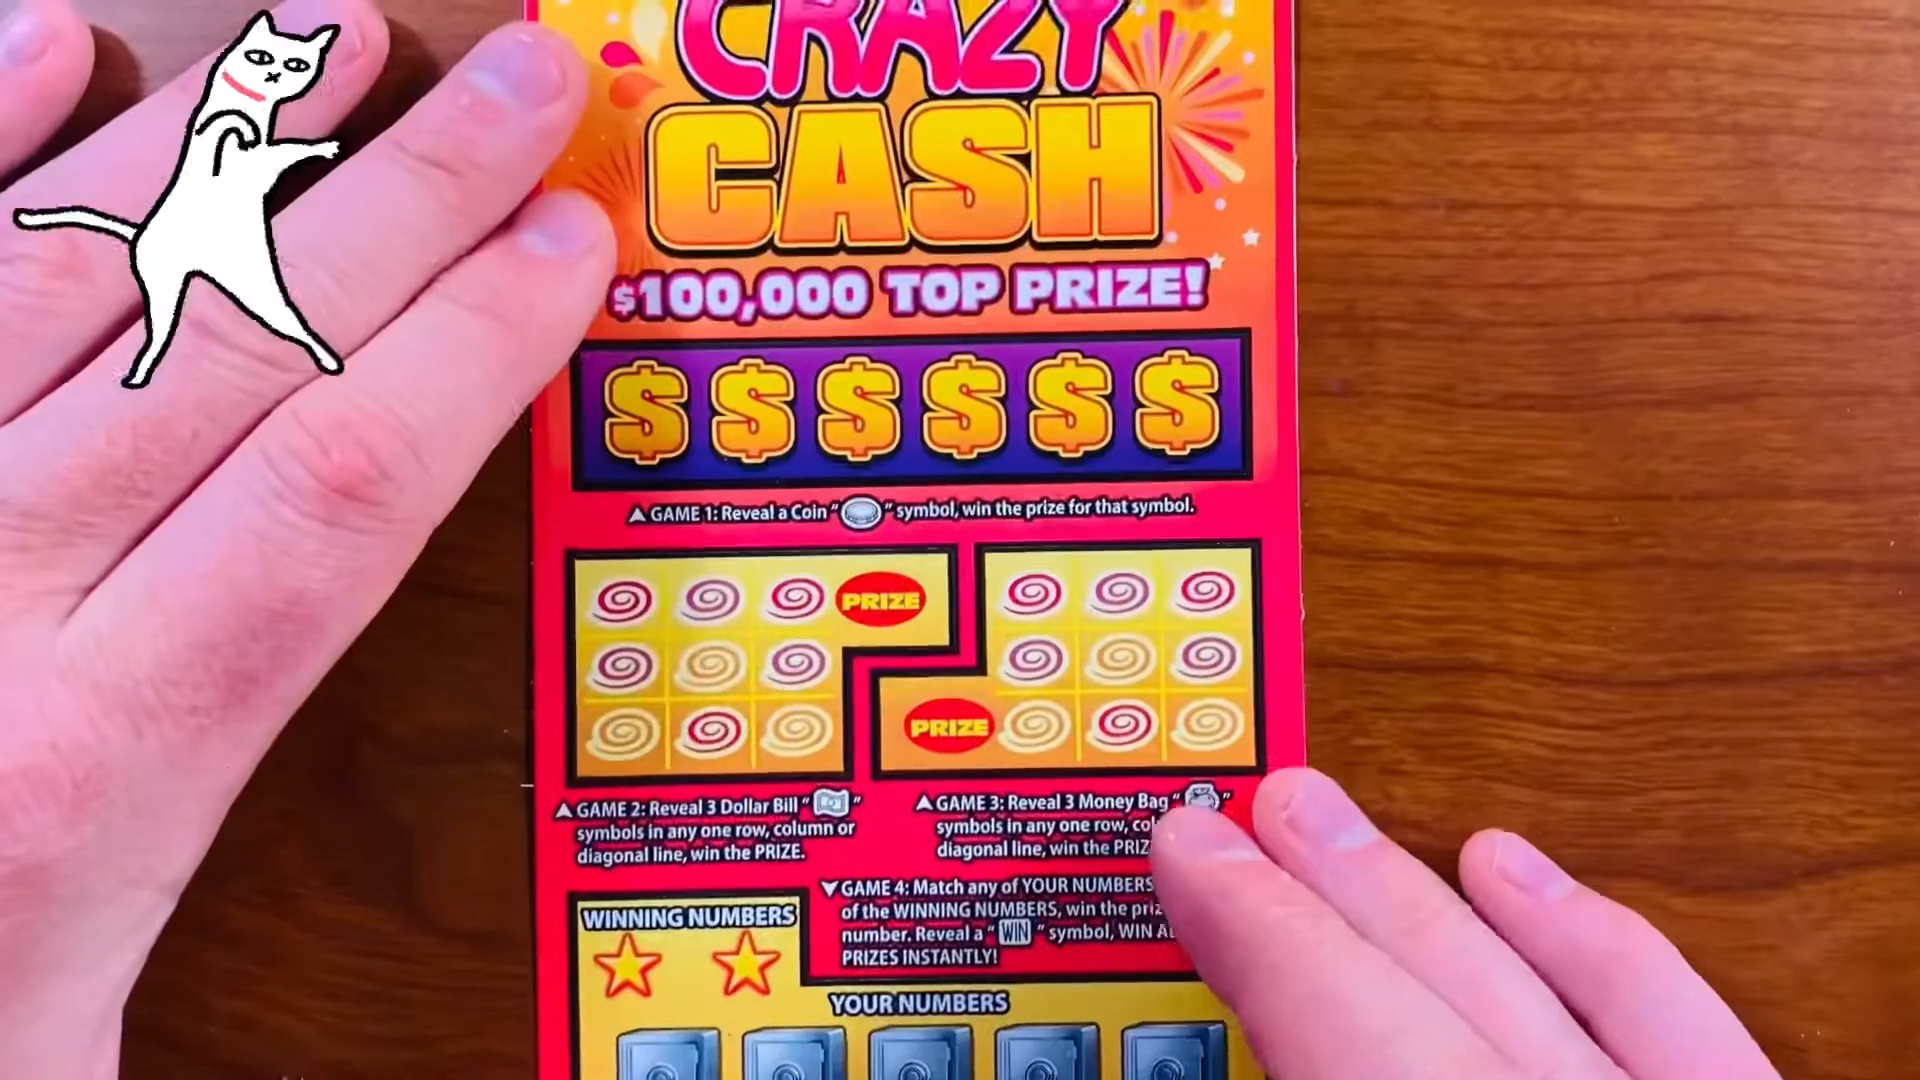 CRAZY
CASH
$100,000 TOP PRIZE!
$ $ $ $ $ $
GAME 1: Reveal a Coin " " symbol, win the prize for that symbol.
PRIZE
PRIZE
GAME 2: Reveal 3 Dollar Bill " "
symbols in any one row, column or
diagonal line, win the PRIZE.
GAME 3: Reveal 3 Money Bag " "
symbols in any one row,
diagonal line, win the
GAME 4: Match any of YOUR NUMBERS
of the WINNING NUMBERS, win the
number. Reveal a "WIN" symbol, WIN
PRIZES INSTANTLY!
WINNING NUMBERS
YOUR NUMBERS